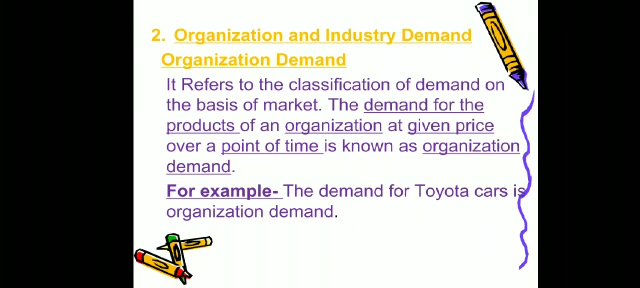 2. Organization and Industry Demand
Organization Demand
It Refers to the classification of demand on
the basis of market. The demand for the
products of an organization at given price
over a point of time is known as organization
demand.
For example- The demand for Toyota cars is
organization demand.